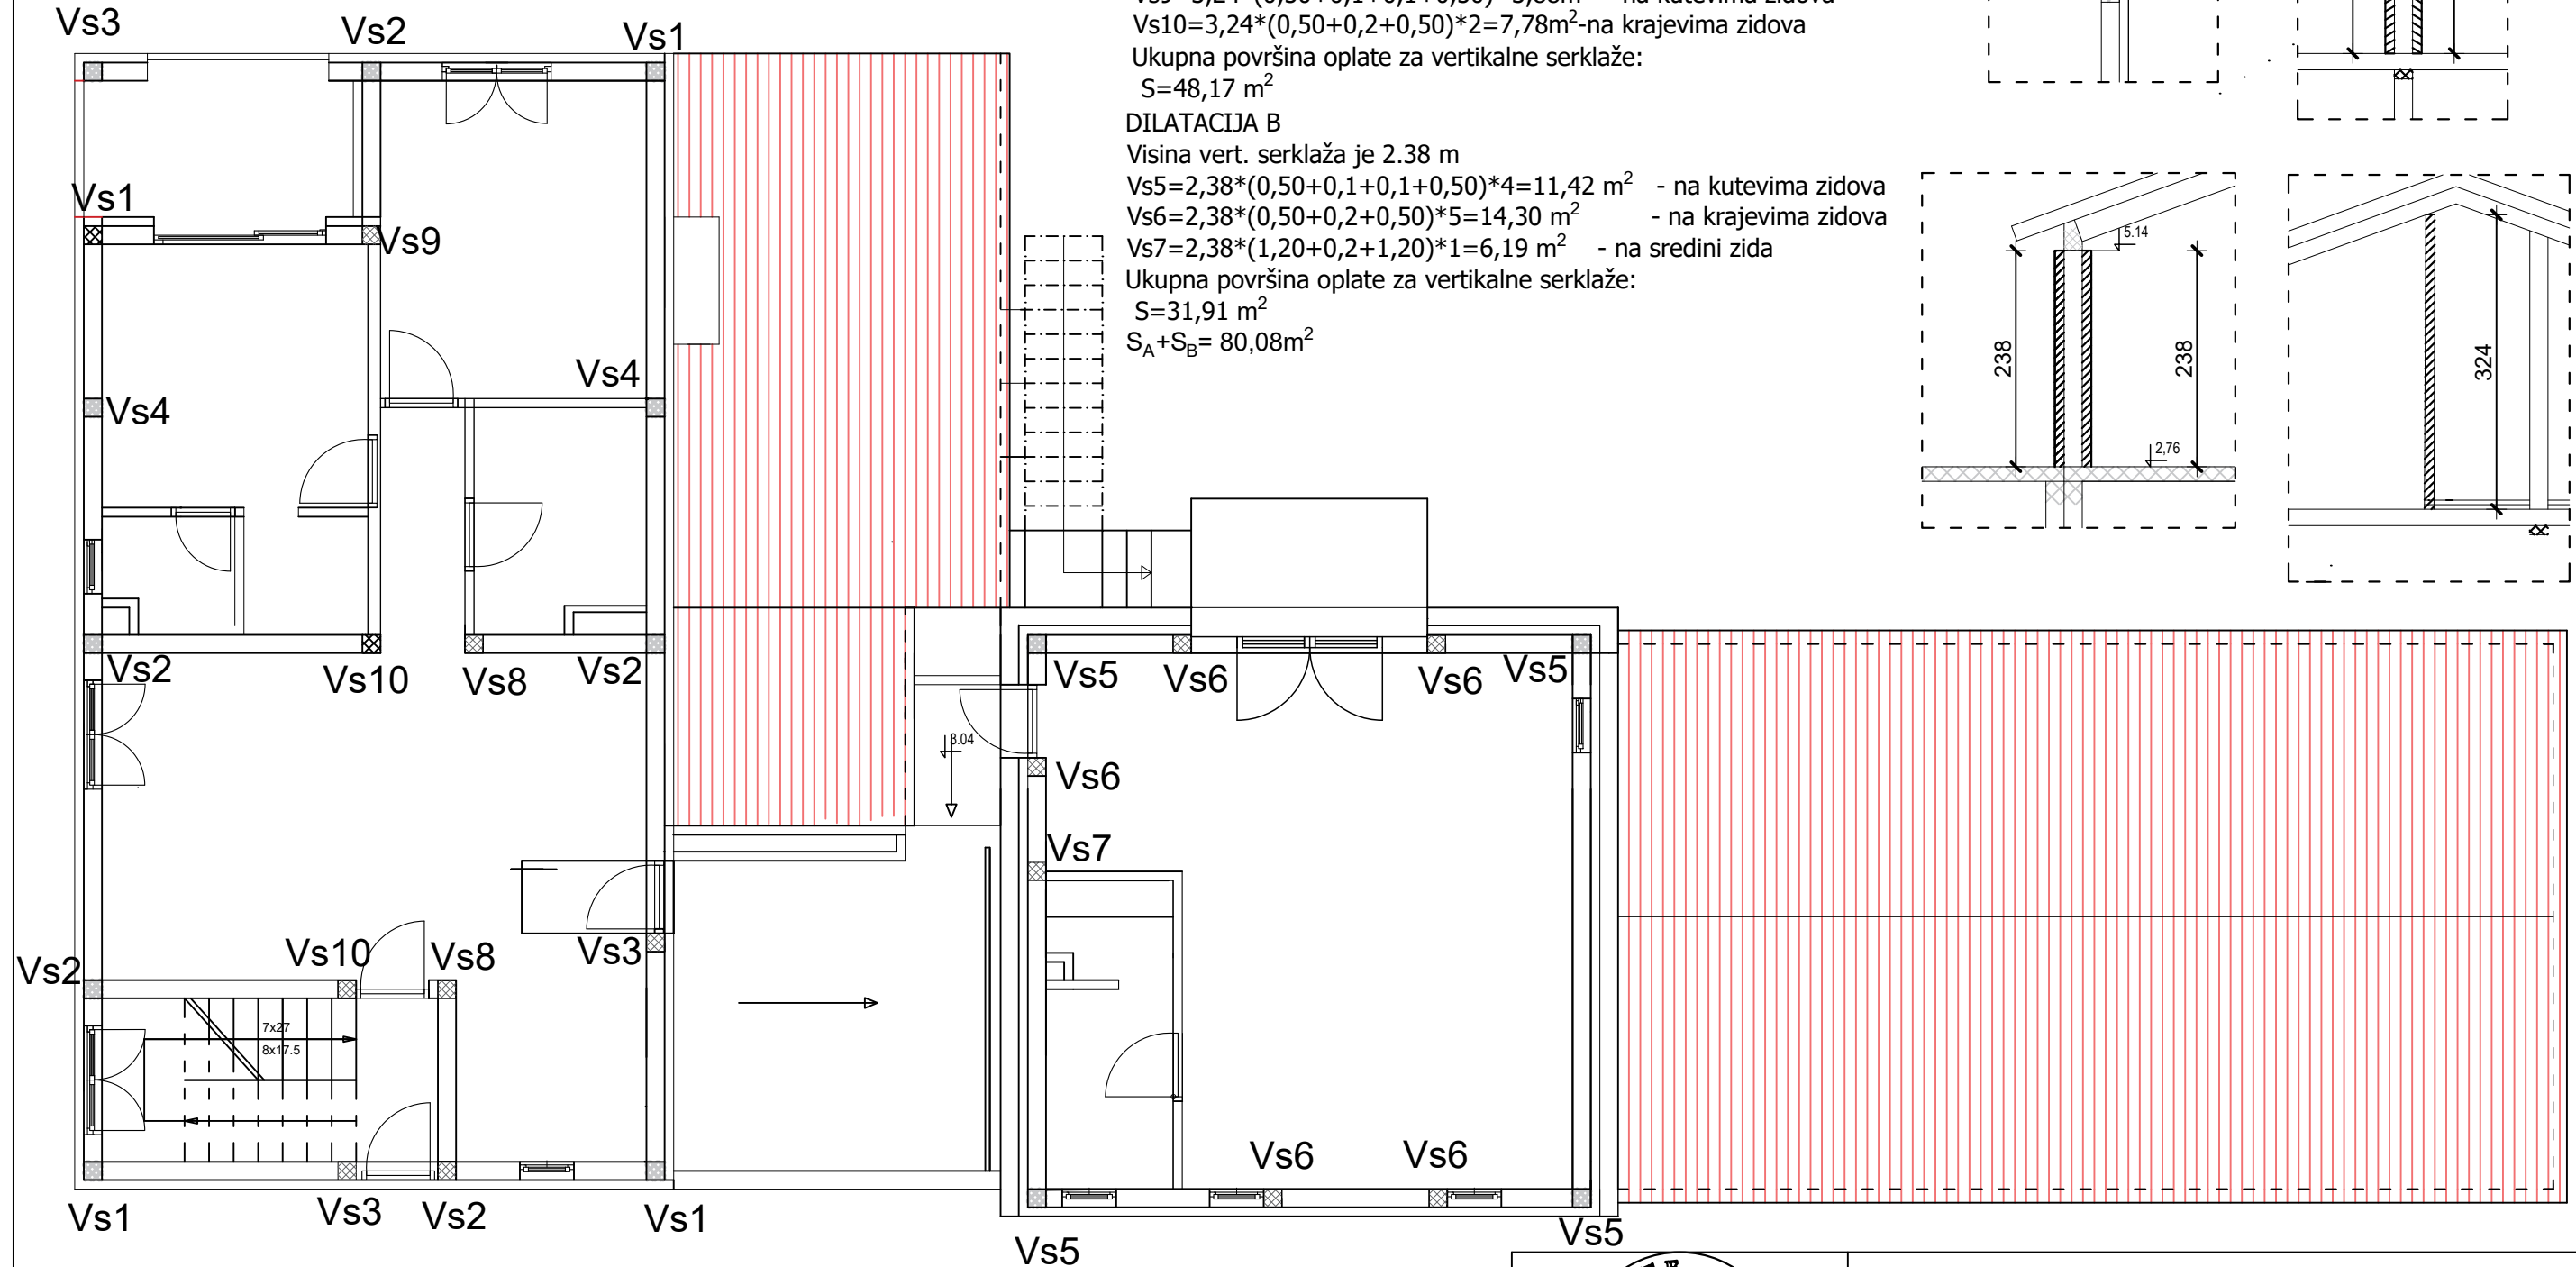 Vs10=3,24*(0,50+0,2+0,50)*2=7,78m²-na krajevima zidova
Ukupna površina oplate za vertikalne serklaže:
S=48,17 m²
DILATACIJA B
Visina vert. serklaža je 2.38 m
Vs5=2,38*(0,50+0,1+0,1+0,50)*4=11,42 m² - na kutevima zidova
Vs6=2,38*(0,50+0,2+0,50)*5=14,30 m² - na krajevima zidova
Vs7=2,38*(1,20+0,2+1,20)*1=6,19 m² - na sredini zida
Ukupna površina oplate za vertikalne serklaže:
S=31,91 m²
S_A+S_B= 80,08m²
Vs3
Vs2
Vs1
Vs1
Vs9
Vs4
Vs4
Vs2
Vs10
Vs8
Vs2
Vs5
Vs6
Vs6
Vs5
3.04
Vs6
Vs7
Vs2
Vs10
Vs8
Vs3
7x27
8x17.5
Vs6
Vs6
Vs1
Vs3
Vs2
Vs1
Vs5
Vs5
5.14
238
238
2,76
324